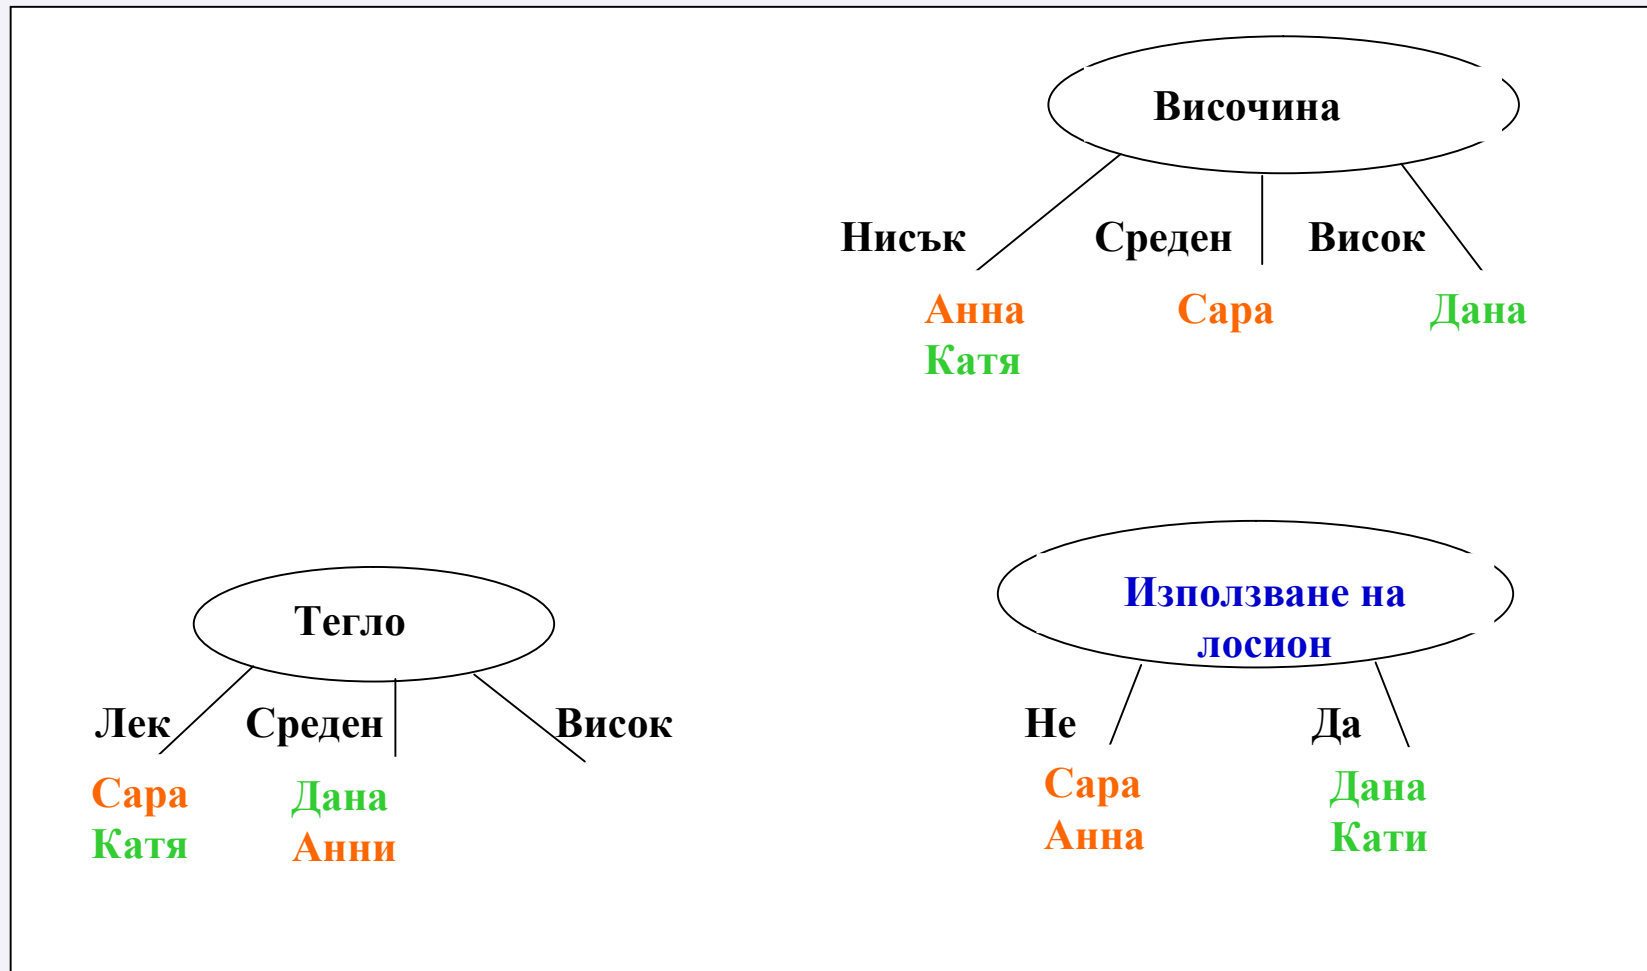 Височина
Нисък Среден Висок
Анна Сара Дана
Катя
Тегло
Лек Среден Висок
Сара Дана
Катя Анни
Използване на
лосион
Не Да
Сара Дана
Анна Кати